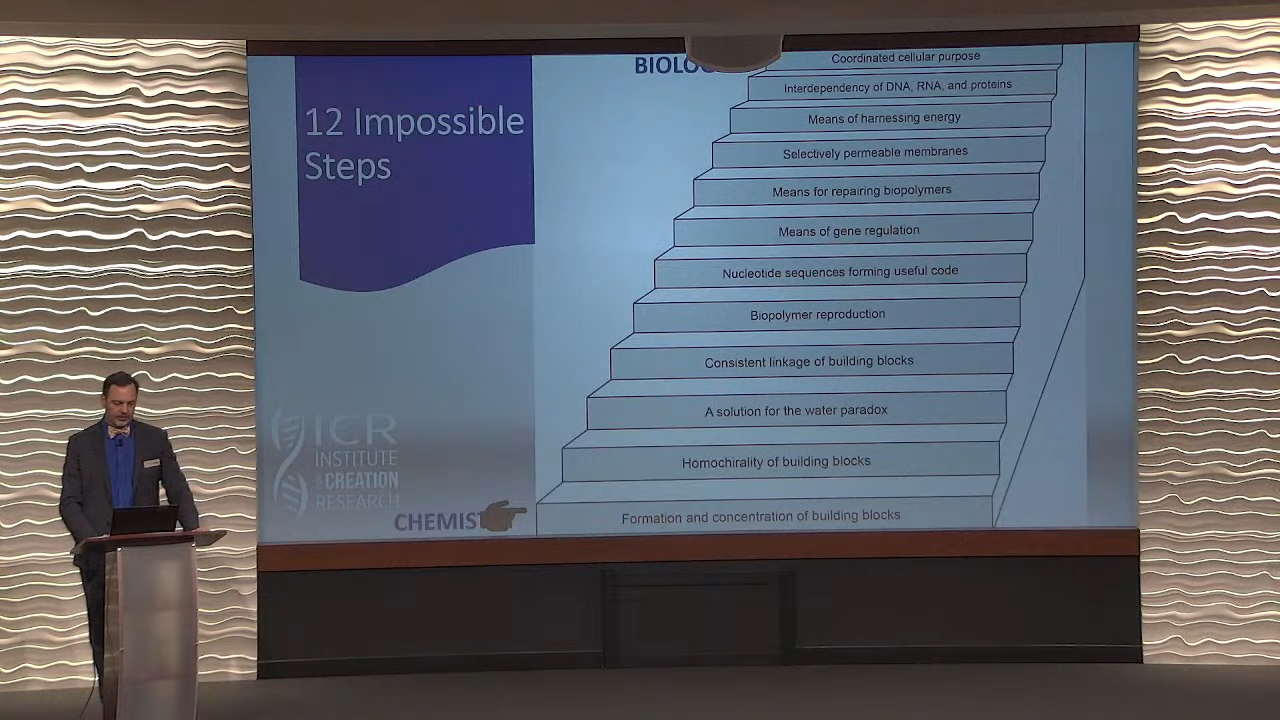 12 Impossible
Steps
BIOLO
Coordinated cellular purpose
Interdependency of DNA, RNA, and proteins
Means of harnessing energy
Selectively permeable membranes
Means for repairing biopolymers
Means of gene regulation
Nucleotide sequences forming useful code
Biopolymer reproduction
Consistent linkage of building blocks
A solution for the water paradox
Homochirality of building blocks
Formation and concentration of building blocks
ICR
INSTITUTE
FOR CREATION
RESEARCH
CHEMIST